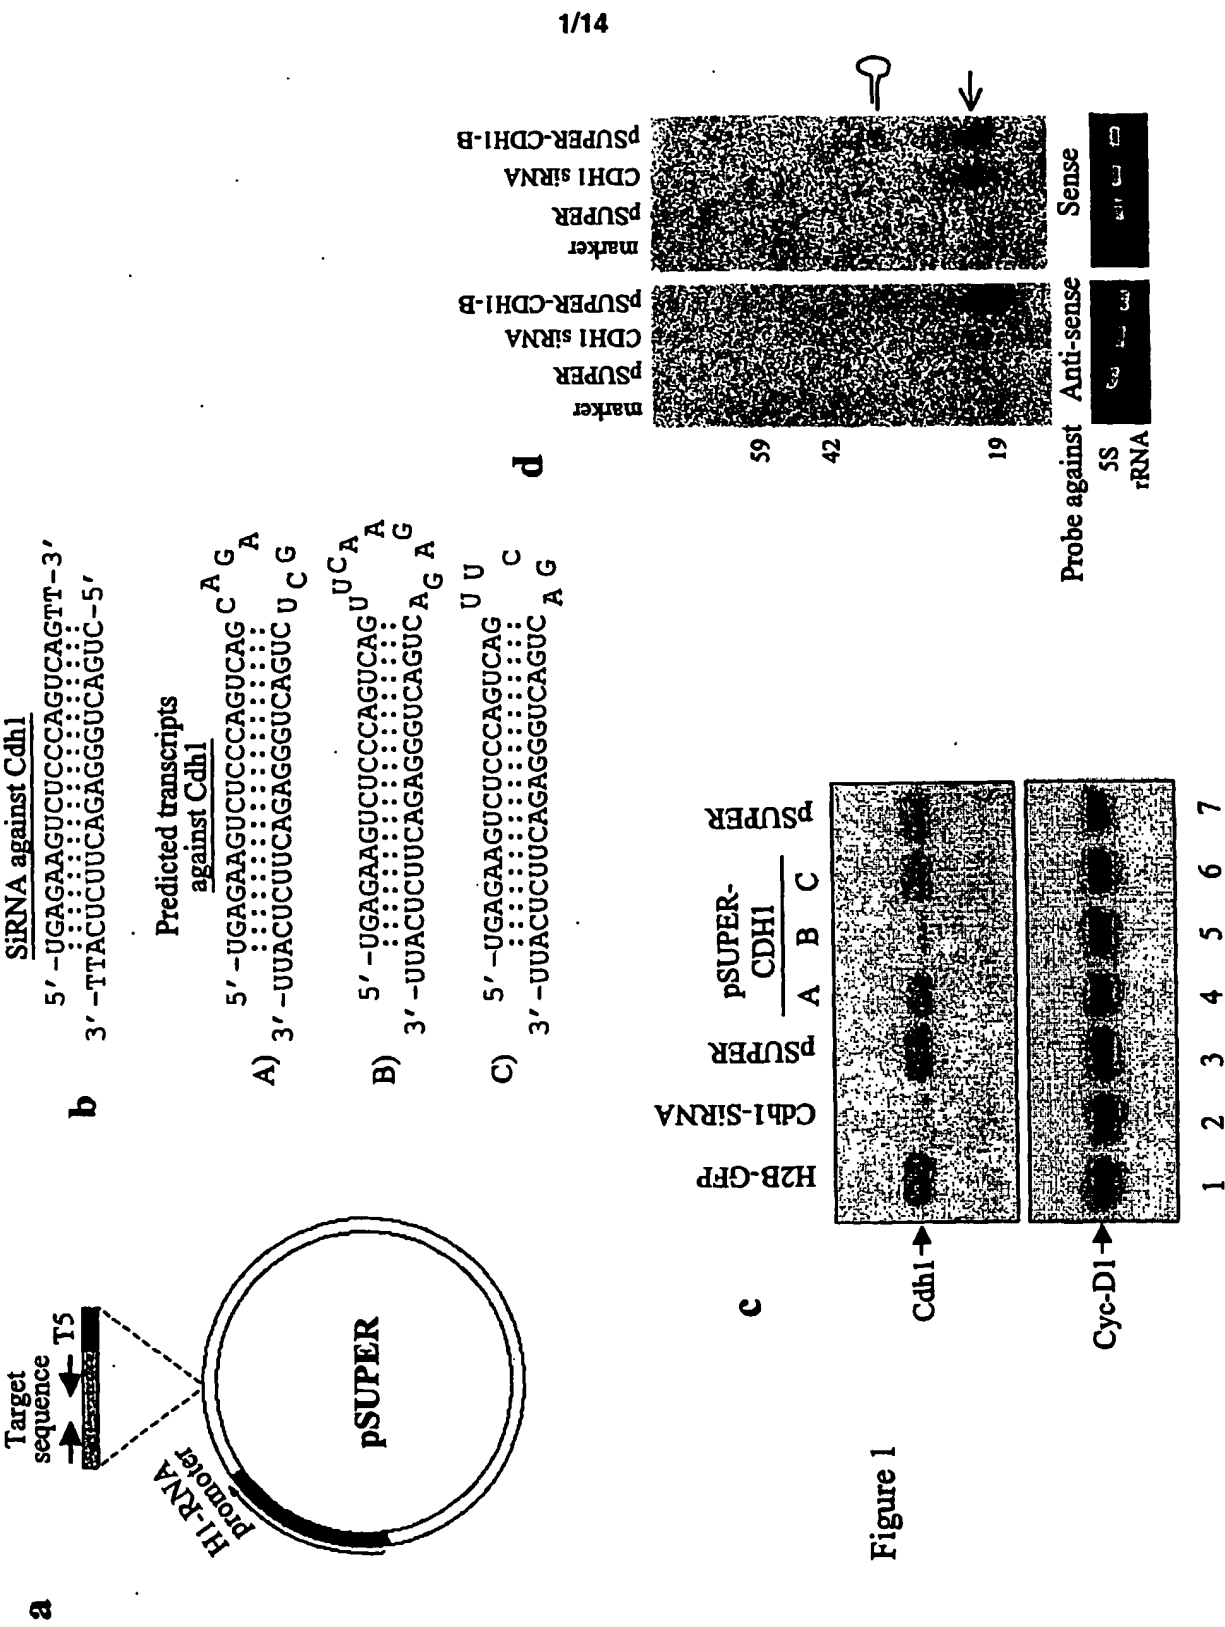 1/14
a
Target
sequence
T5
H1-RNA
promoter
pSUPER
b
SiRNA against Cdh1
5'-UGAGAAGUCUCCCAGUCAGTT-3'
3'-TTACUCUUCAGAGGGUCAGUC-5'
Predicted transcripts
against Cdh1
A)
5'-UGAGAAGUCUCCCAGUCAG C A G A
3'-UUACUCUUCAGAGGGUCAGUC U C G
B)
5'-UGAGAAGUCUCCCAGUCAG U U C A A
3'-UUACUCUUCAGAGGGUCAGUC A G A G
C)
5'-UGAGAAGUCUCCCAGUCAG U U C
3'-UUACUCUUCAGAGGGUCAGUC A G
c
H2B-GFP
Cdh1-SiRNA
pSUPER
pSUPER-
CDH1
A B C
pSUPER
Cdh1
Cyc-D1
1 2 3 4 5 6 7
d
marker
pSUPER
CDH1 siRNA
pSUPER-CDH1-B
marker
pSUPER
CDH1 siRNA
pSUPER-CDH1-B
59
42
19
Probe against Anti-sense Sense
5S
rRNA
Figure 1